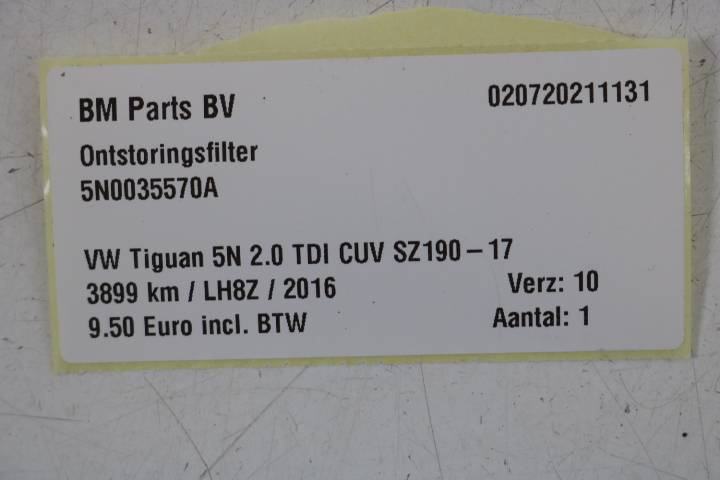 BM Parts BV 020720211131
Ontstoringsfilter
5N0035570A
VW Tiguan 5N 2.0 TDI CUV SZ190-17
3899 km / LH8Z / 2016 Verz: 10
9.50 Euro incl. BTW Aantal: 1